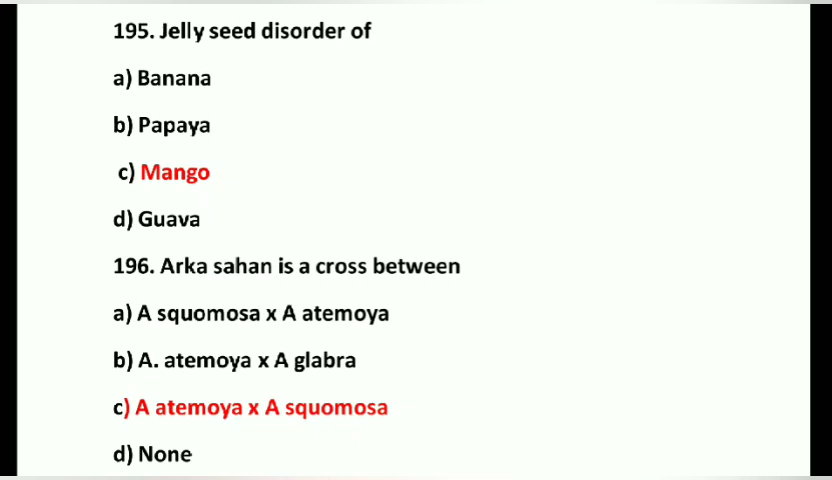 195. Jelly seed disorder of
a) Banana
b) Papaya
c) Mango
d) Guava
196. Arka sahan is a cross between
a) A squomosa x A atemoya
b) A. atemoya x A glabra
c) A atemoya x A squomosa
d) None